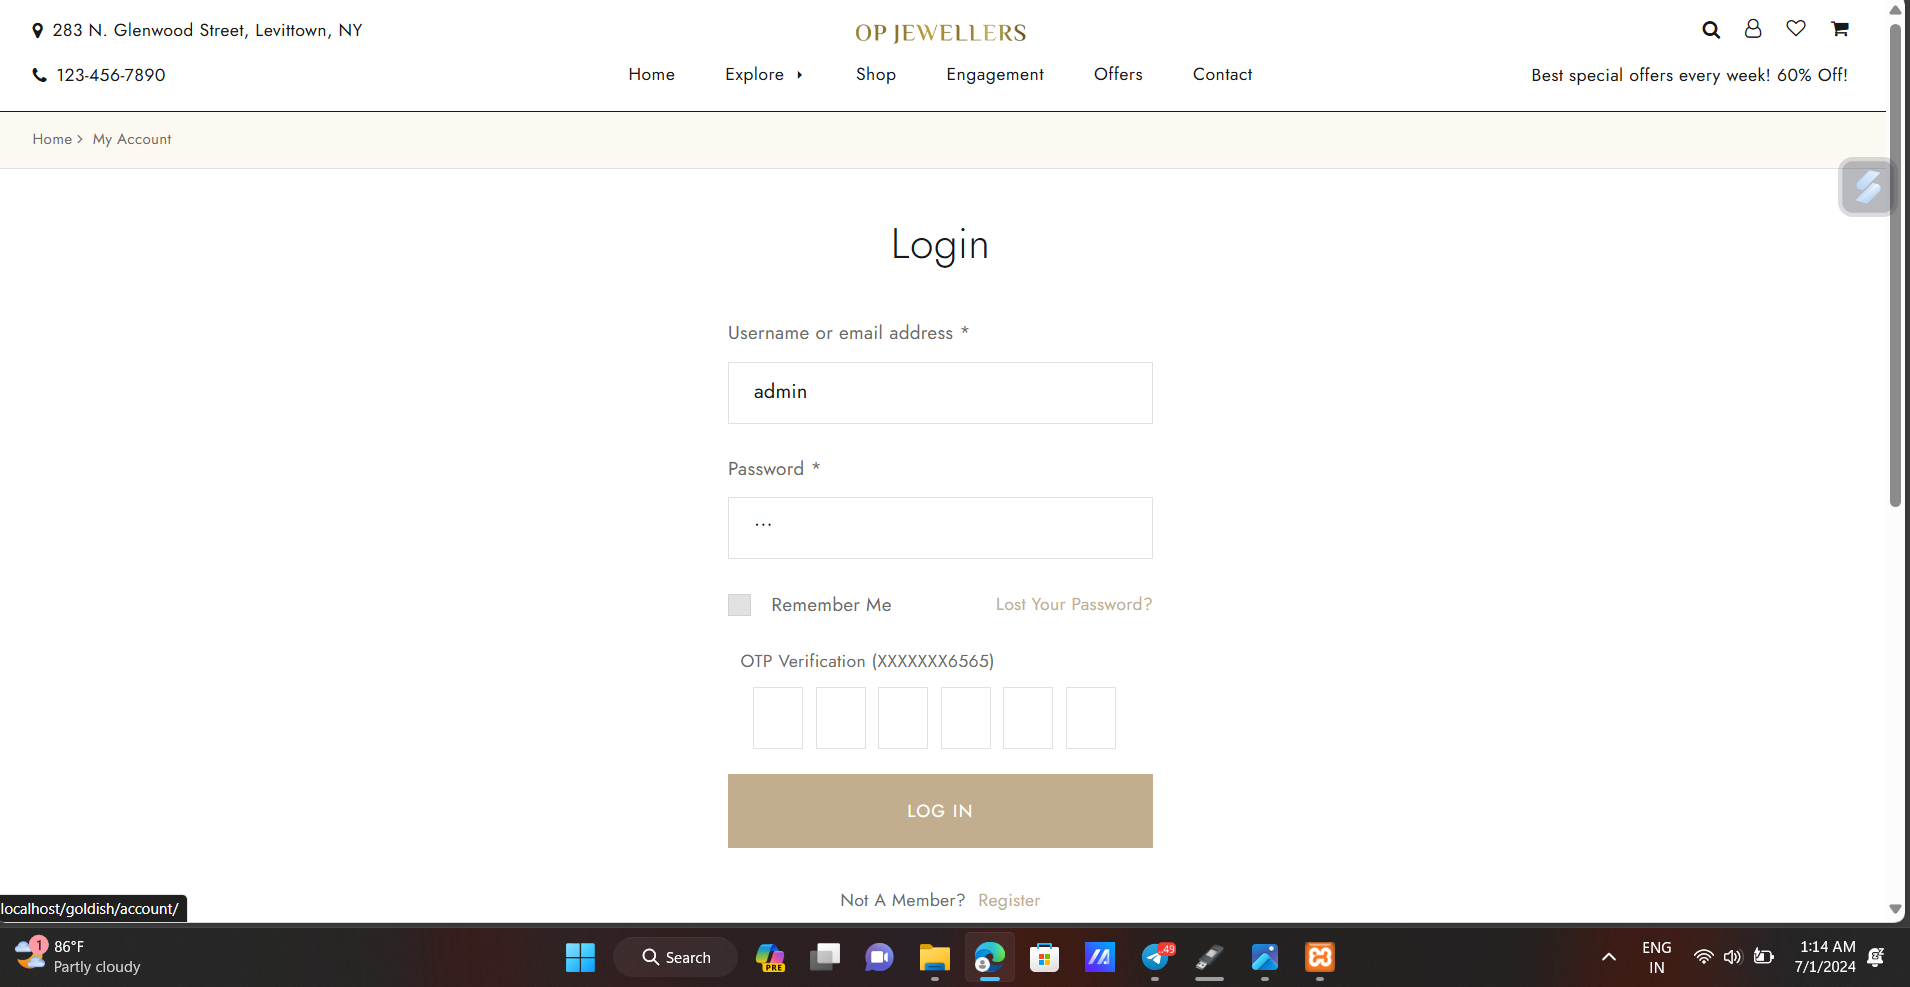 283 N. Glenwood Street, Levittown, NY
OP JEWELLERS
123-456-7890
Home Explore Shop Engagement Offers Contact
Best special offers every week! 60% Off!
Home > My Account
Login
Username or email address *
admin
Password *
...
Remember Me Lost Your Password?
OTP Verification (XXXXXXX6565)
LOG IN
Not A Member? Register
localhost/goldish/account/
1
86°F
Partly cloudy
Search
PRE
.49
ENG
IN
1:14 AM
7/1/2024